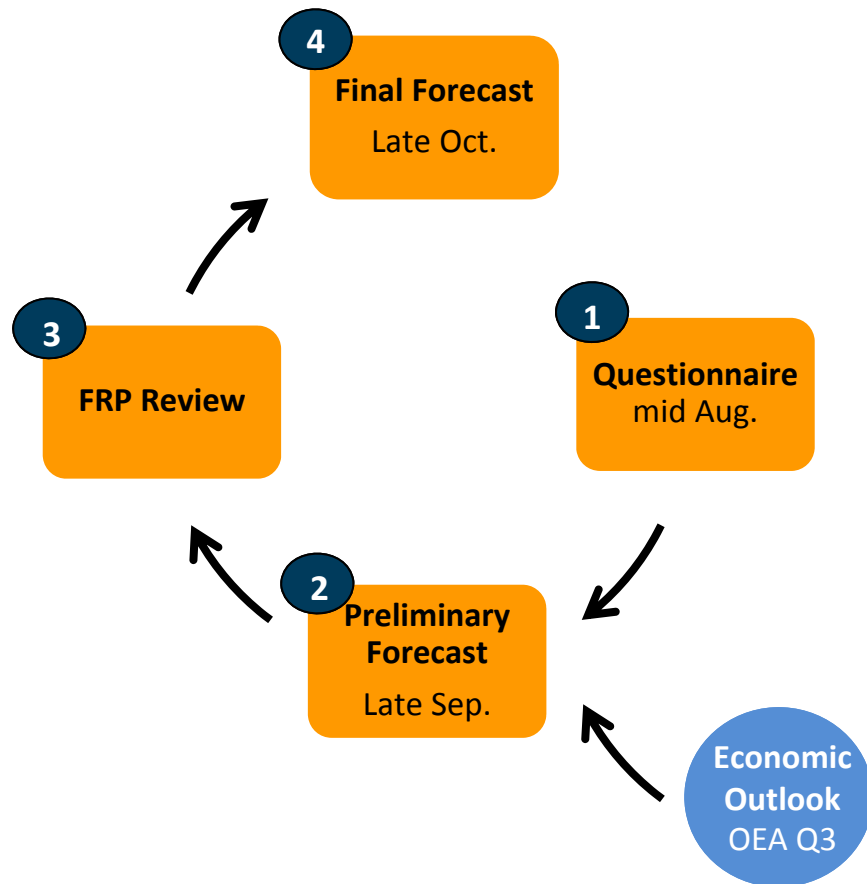 4
Final Forecast
Late Oct.
3
FRP Review
1
Questionnaire
mid Aug.
2
Preliminary
Forecast
Late Sep.
Economic
Outlook
OEA Q3